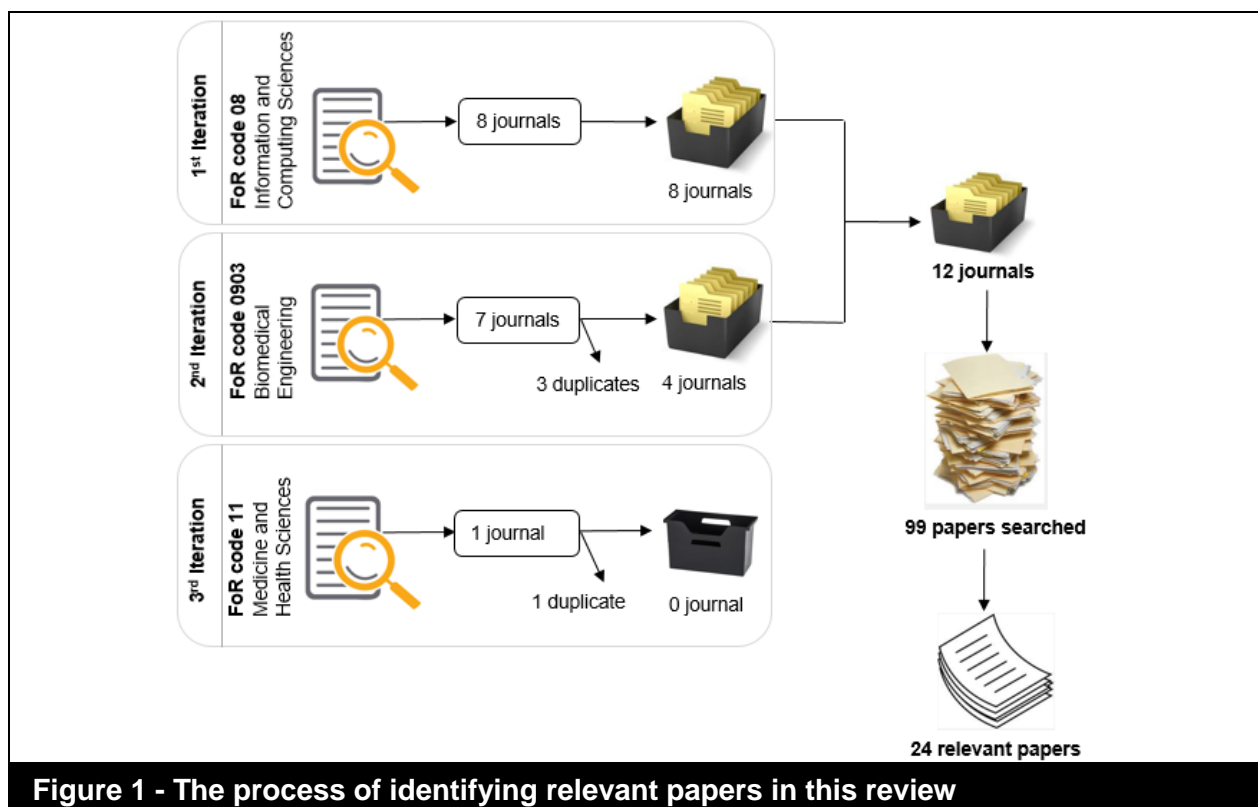 1st Iteration
FoR code 08
Information and
Computing Sciences
8 journals
8 journals
2nd Iteration
FoR code 0903
Biomedical
Engineering
7 journals
3 duplicates
4 journals
3rd Iteration
FoR code 11
Medicine and
Health Sciences
1 journal
1 duplicate
0 journal
12 journals
99 papers searched
24 relevant papers
Figure 1 - The process of identifying relevant papers in this review